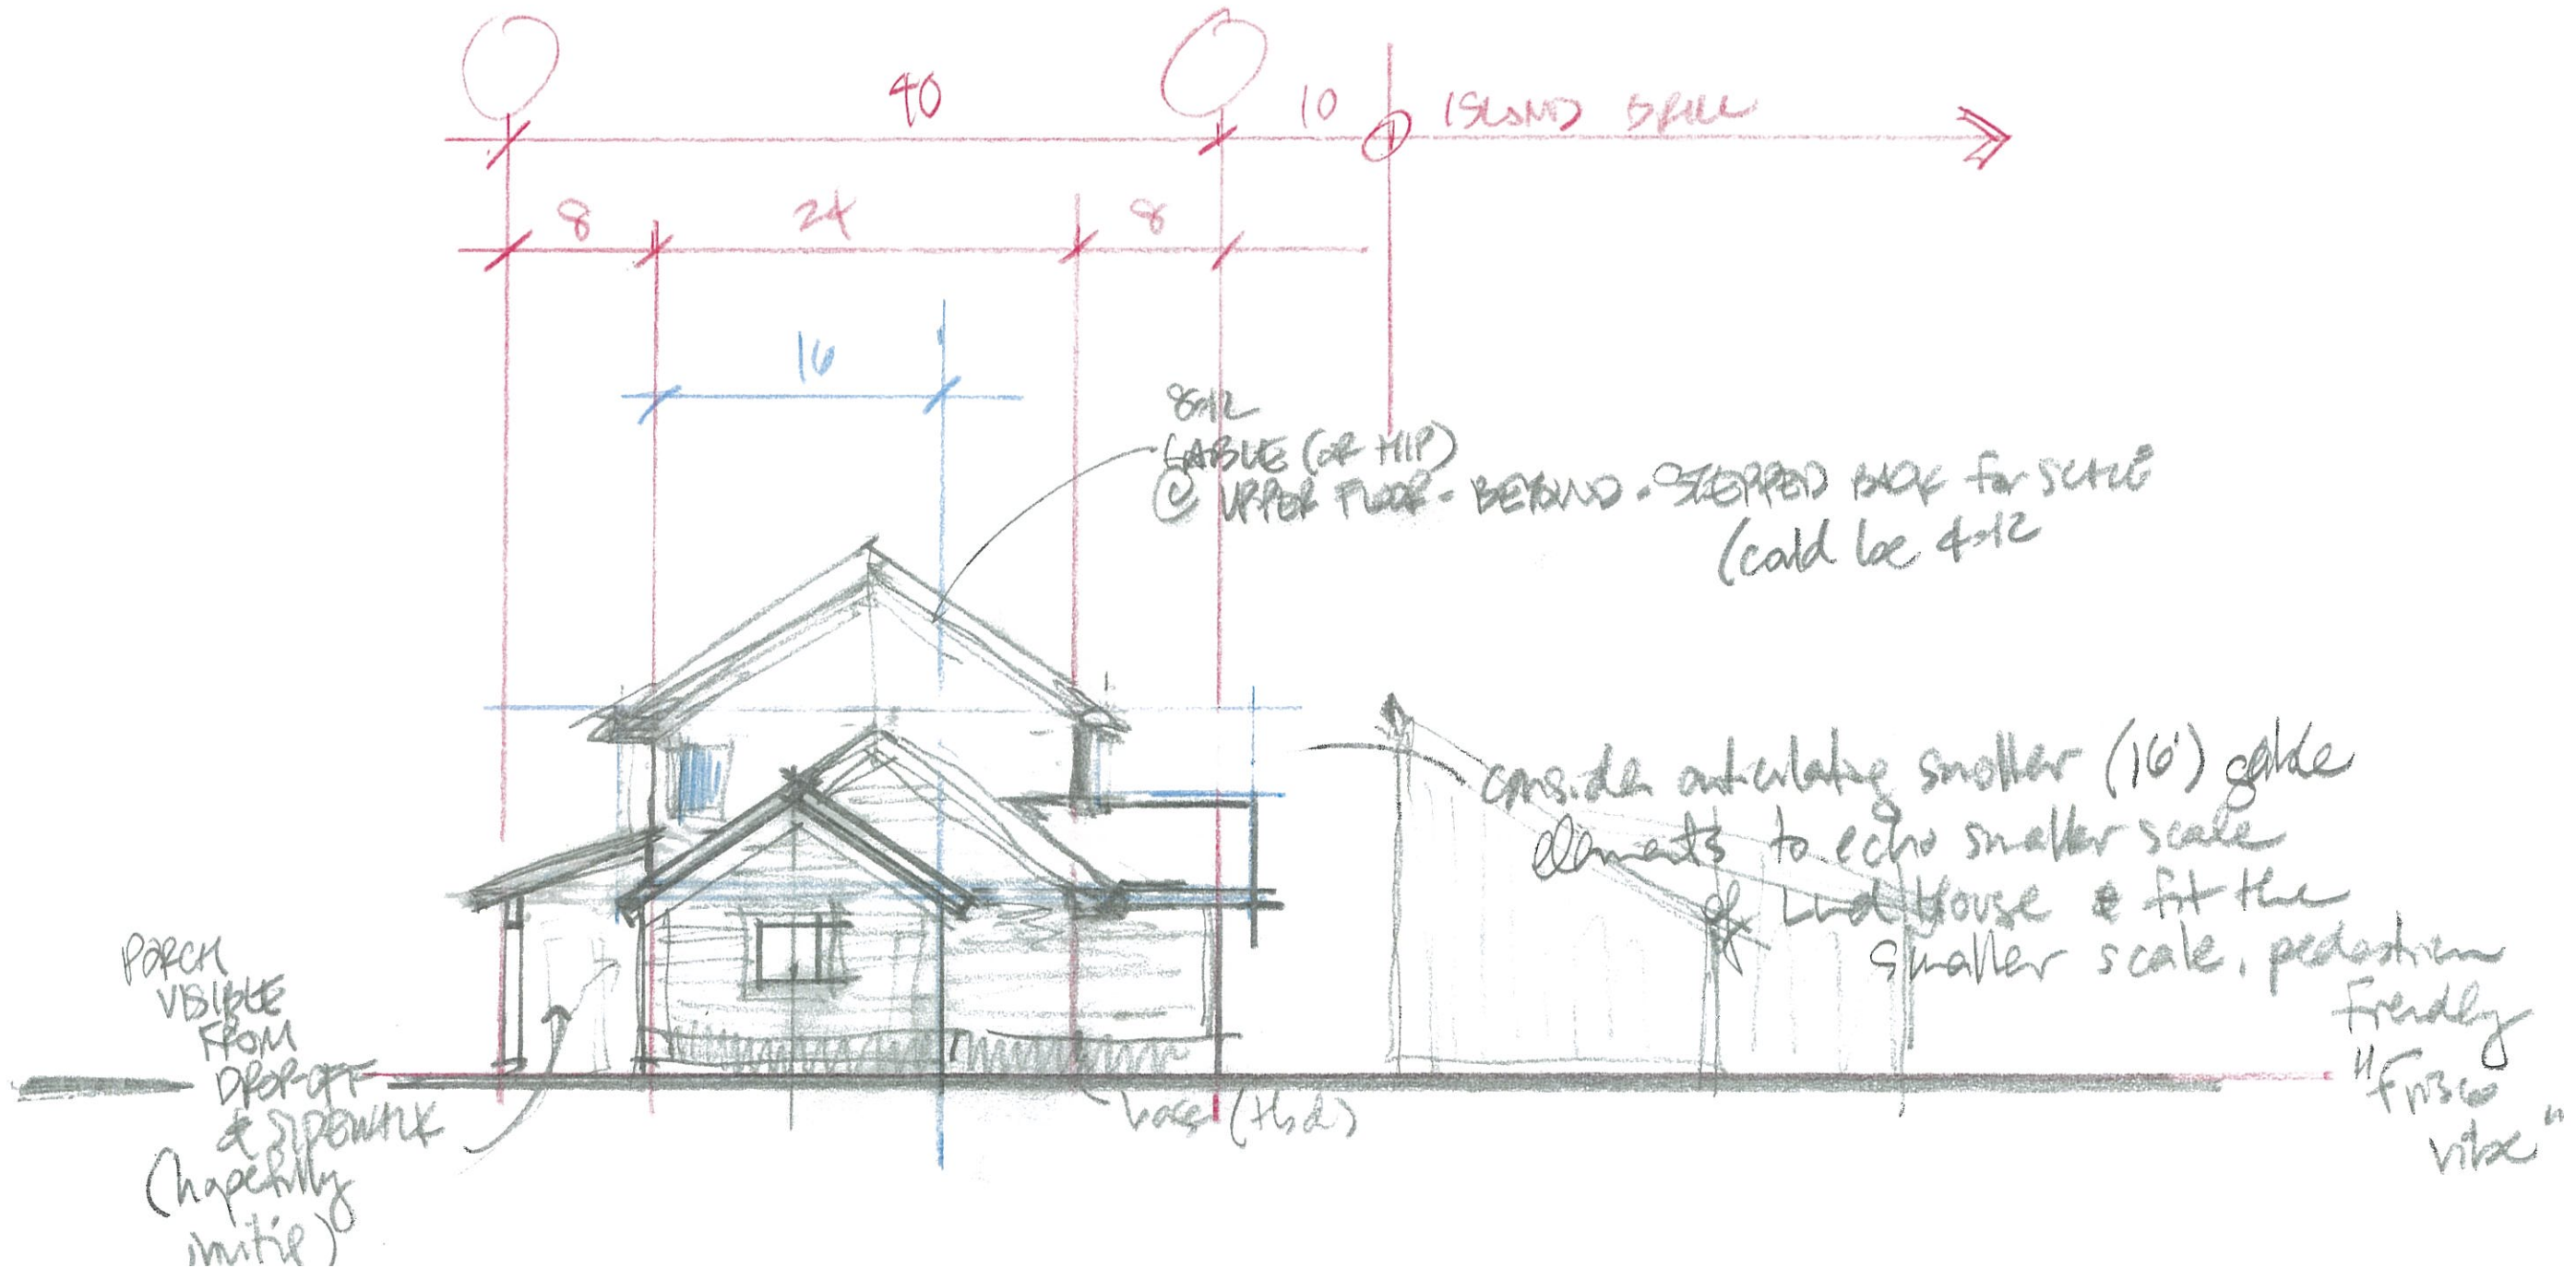 40
10
ISLAND GRILL
8
24
8
16
8:12
GABLE (OR HIP)
@ UPPER FLOOR - BEYOND - STEPPED BACK for SCALE
(could be 4:12
consider articulating smaller (16') gable
elements to echo smaller scale
of Lund House & fit the
smaller scale, pedestrian
friendly
"Frisco
vibe"
PORCH
VISIBLE
FROM
DROP-OFF
& SIDEWALK
(hopefully
base (tbd)